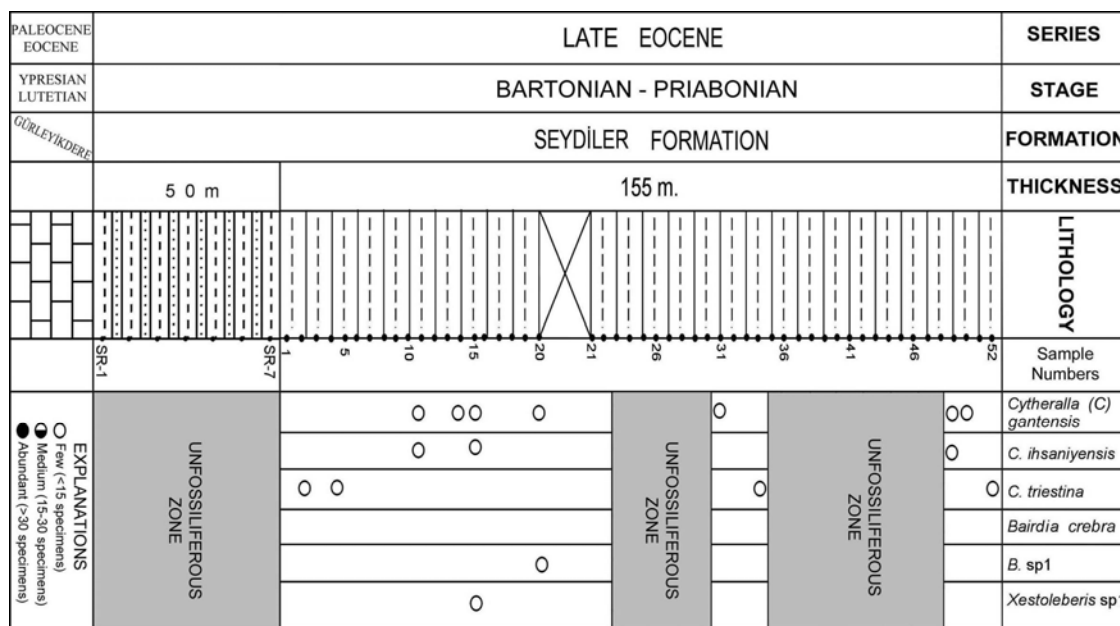 PALEOCENE
EOCENE
LATE EOCENE
SERIES
YPRESIAN
LUTETIAN
BARTONIAN - PRIABONIAN
STAGE
GÜRLEYİKDERE
SEYDİLER FORMATION
FORMATION
50 m
155 m.
THICKNESS
LITHOLOGY
SR-1
SR-7
1
5
10
15
20
21
26
31
36
41
46
52
Sample
Numbers
EXPLANATIONS
Few (<15 specimens)
Medium (15-30 specimens)
Abundant (>30 specimens)
UNFOSSILIFEROUS
ZONE
UNFOSSILIFEROUS
ZONE
UNFOSSILIFEROUS
ZONE
Cytheralla (C)
gantensis
C. ihsaniyensis
C. triestina
Bairdia crebra
B. sp1
Xestoleberis sp1